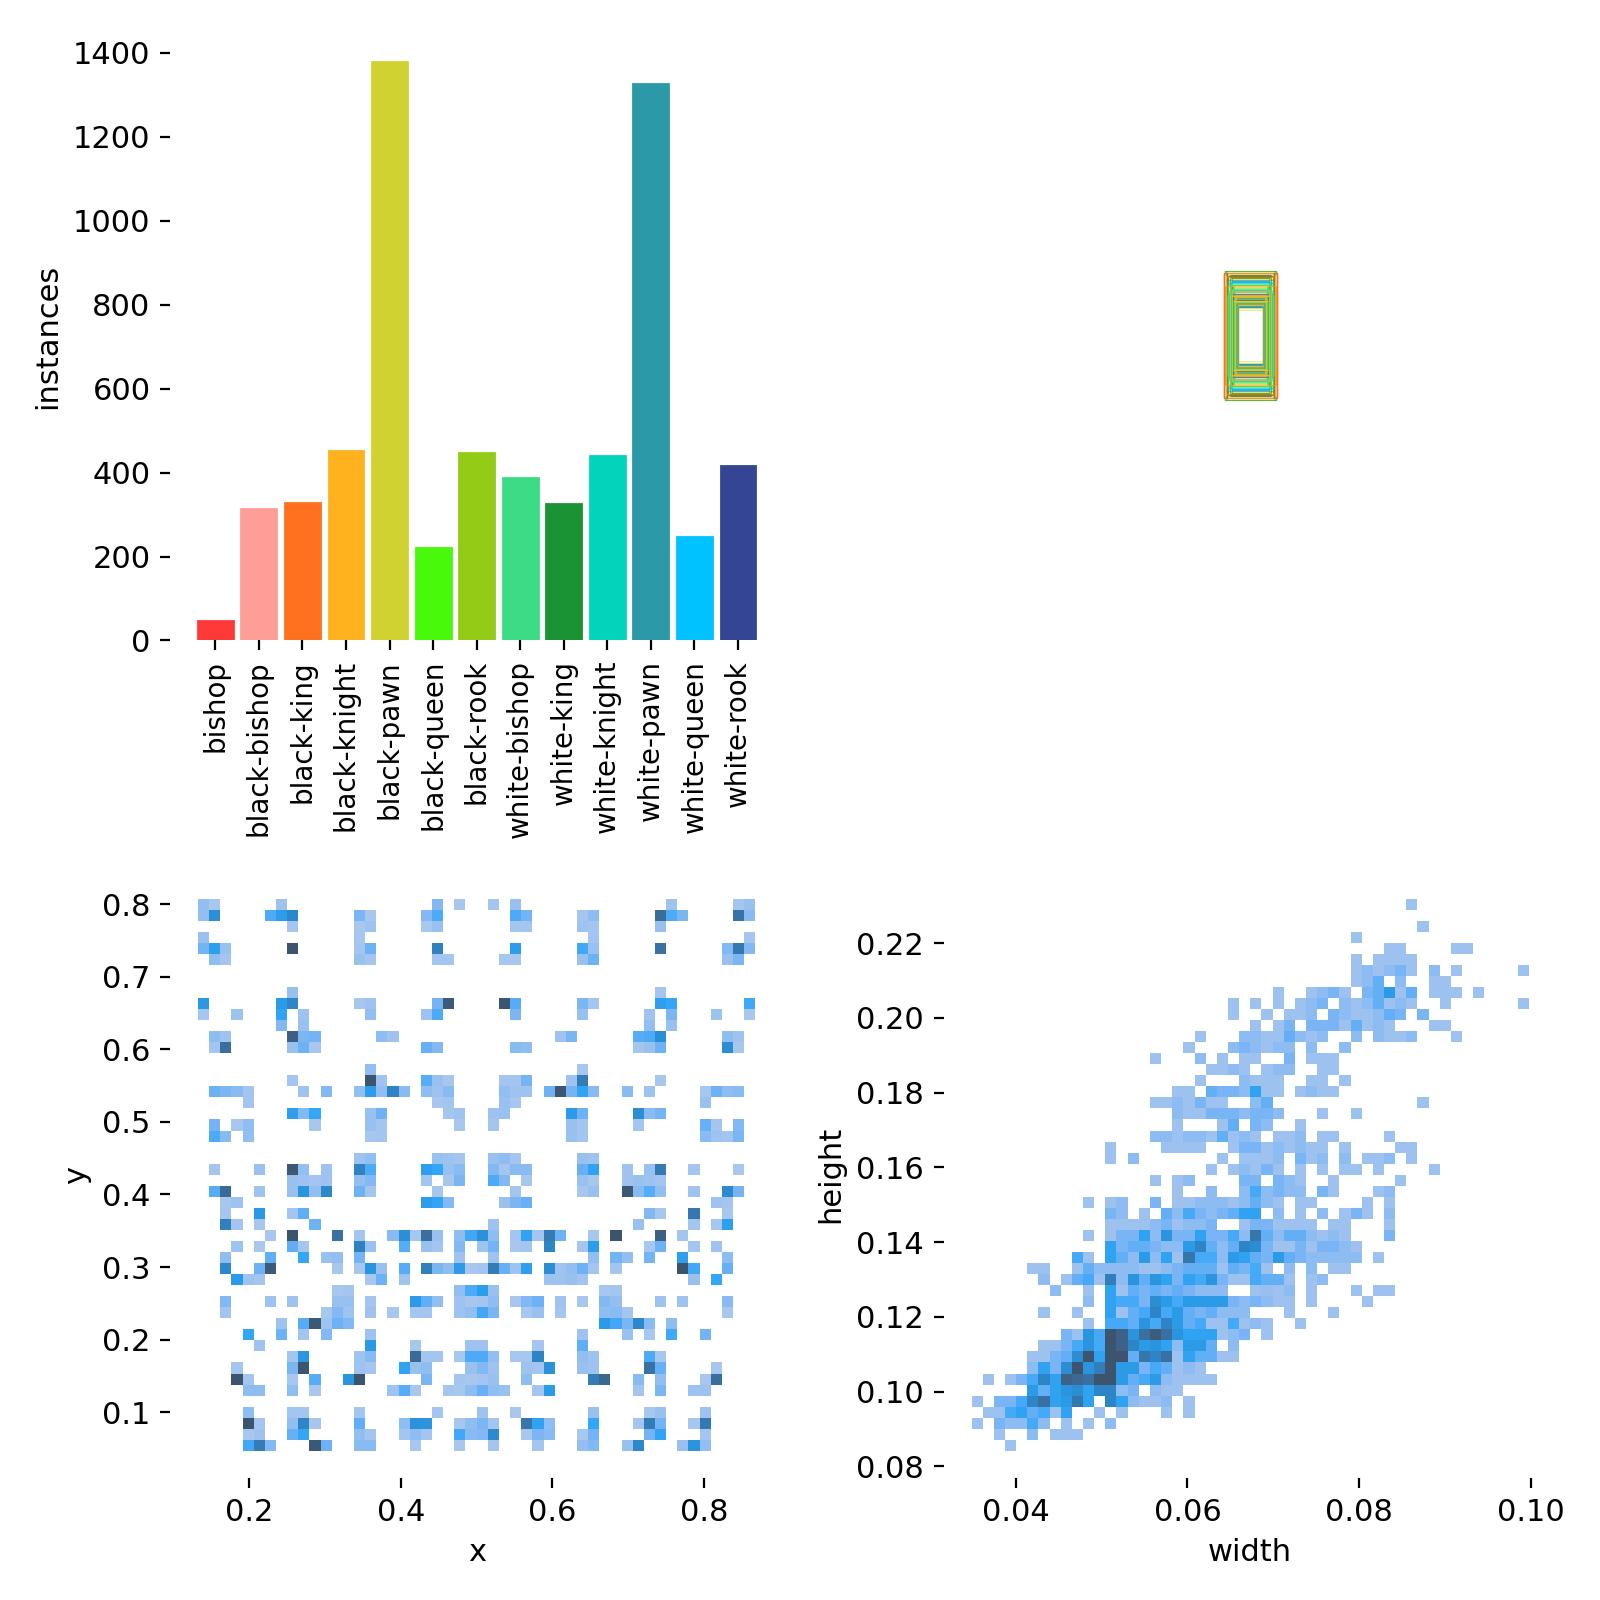 1400
1200
1000
800
600
400
200
0
instances
bishop
black-bishop
black-king
black-knight
black-pawn
black-queen
black-rook
white-bishop
white-king
white-knight
white-pawn
white-queen
white-rook
0.8
0.7
0.6
0.5
0.4
0.3
0.2
0.1
y
0.2 0.4 0.6 0.8
x
0.22
0.20
0.18
0.16
0.14
0.12
0.10
0.08
height
0.04 0.06 0.08 0.10
width